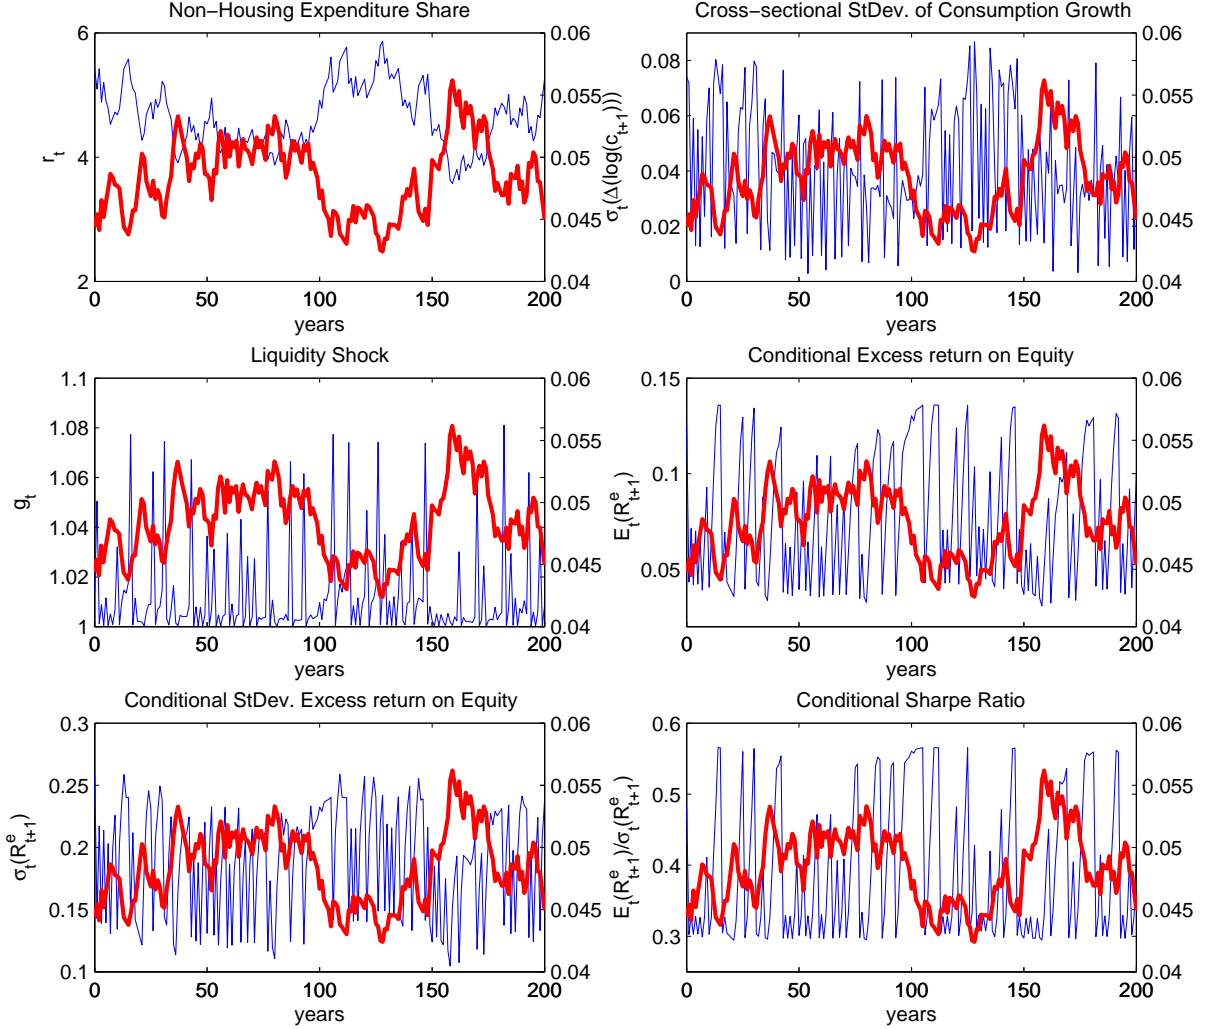 Non−Housing Expenditure Share
6
4
2
r_t
0.06
0.055
0.05
0.045
0.04
0 50 100 150 200
years
Cross−sectional StDev. of Consumption Growth
0.08
0.06
0.04
0.02
0
σ_t(Δ(log(c_{t+1})))
0.06
0.055
0.05
0.045
0.04
0 50 100 150 200
years
Liquidity Shock
1.1
1.08
1.06
1.04
1.02
1
g_t
0.06
0.055
0.05
0.045
0.04
0 50 100 150 200
years
Conditional Excess return on Equity
0.15
0.1
0.05
E_t(R^e_{t+1})
0.06
0.055
0.05
0.045
0.04
0 50 100 150 200
years
Conditional StDev. Excess return on Equity
0.3
0.25
0.2
0.15
0.1
σ_t(R^e_{t+1})
0.06
0.055
0.05
0.045
0.04
0 50 100 150 200
years
Conditional Sharpe Ratio
0.6
0.5
0.4
0.3
E_t(R^e_{t+1})/σ_t(R^e_{t+1})
0.06
0.055
0.05
0.045
0.04
0 50 100 150 200
years